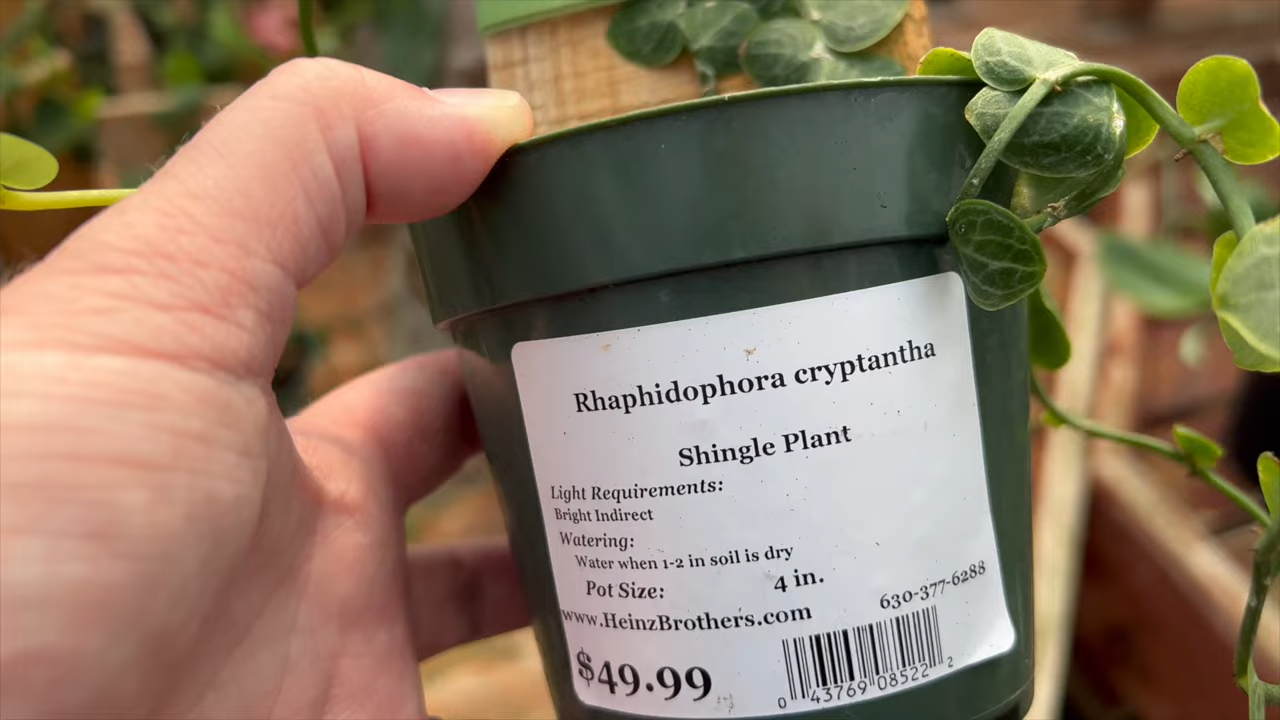 Rhaphidophora cryptantha
Shingle Plant
Light Requirements:
Bright Indirect
Watering:
Water when 1-2 in soil is dry
Pot Size: 4 in.
www.HeinzBrothers.com 630-377-6288
$49.99
0 43769 08522 2